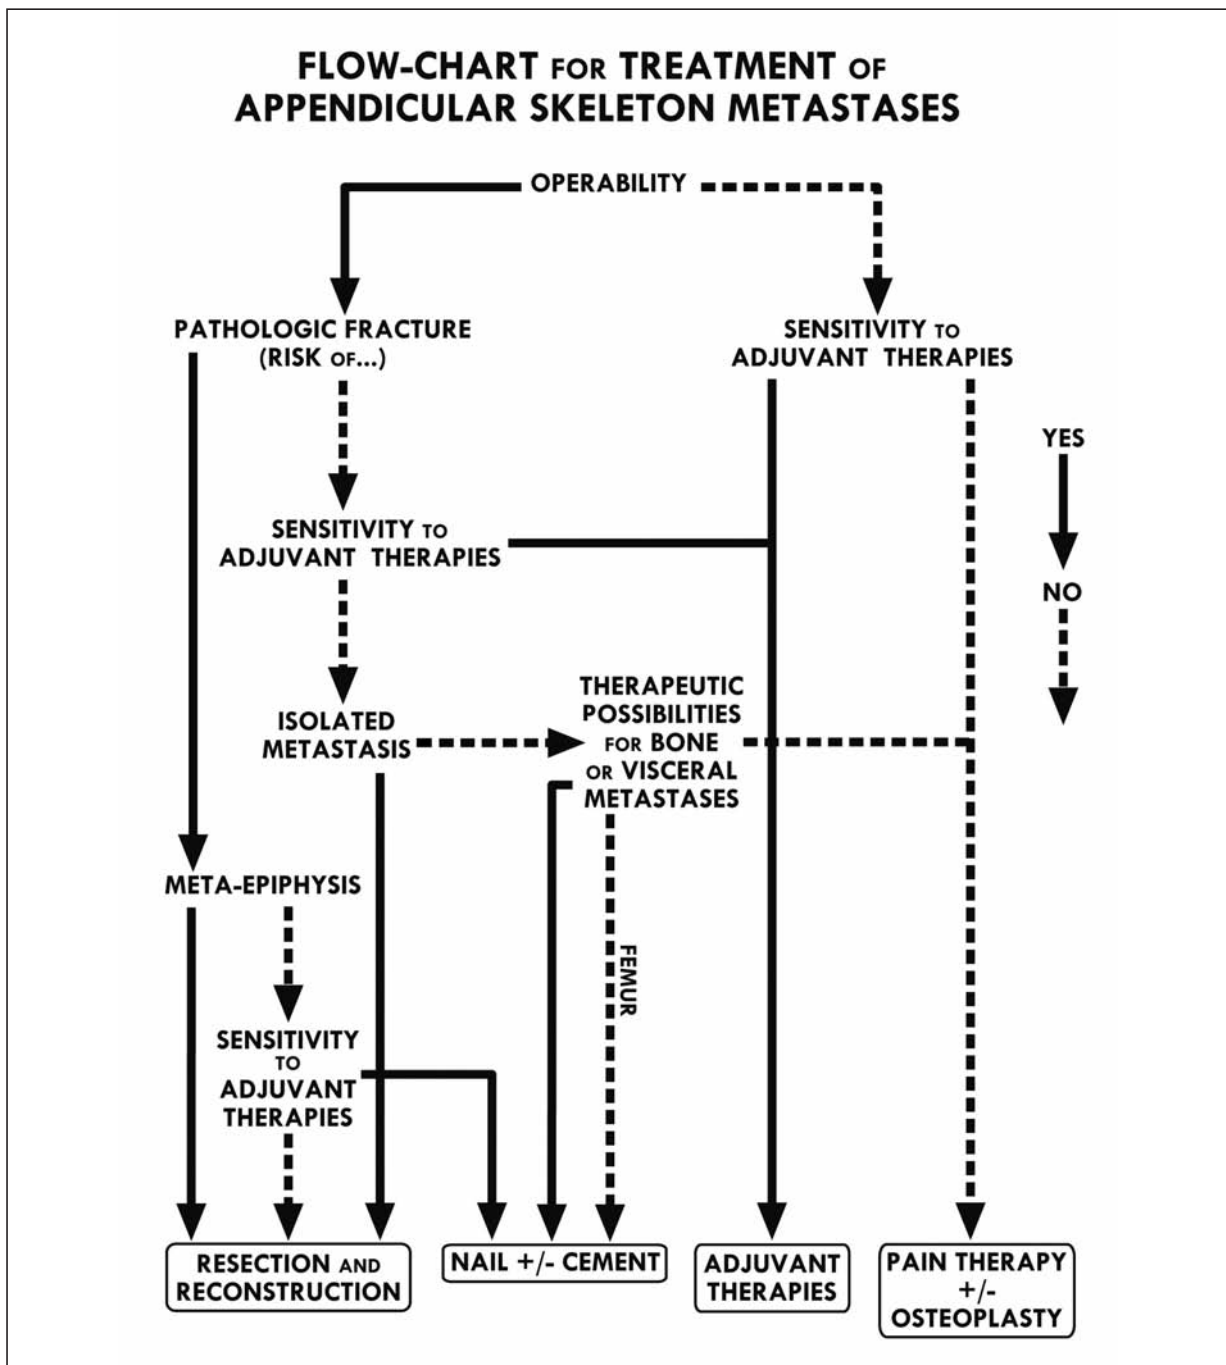 FLOW-CHART FOR TREATMENT OF
APPENDICULAR SKELETON METASTASES
OPERABILITY
PATHOLOGIC FRACTURE
(RISK OF...)
SENSITIVITY TO
ADJUVANT THERAPIES
YES
NO
SENSITIVITY TO
ADJUVANT THERAPIES
ISOLATED
METASTASIS
THERAPEUTIC
POSSIBILITIES
FOR BONE
OR VISCERAL
METASTASES
META-EPIPHYSIS
FEMUR
SENSITIVITY
TO
ADJUVANT
THERAPIES
RESECTION AND
RECONSTRUCTION
NAIL +/- CEMENT
ADJUVANT
THERAPIES
PAIN THERAPY
+/-
OSTEOPLASTY